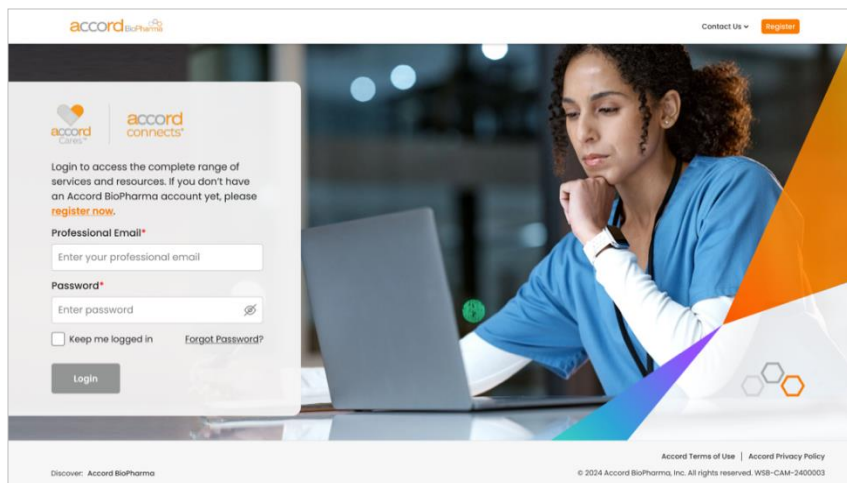 accord BioPharma
Contact Us
Register
accord
Cares™
accord
connects®
Login to access the complete range of
services and resources. If you don't have
an Accord BioPharma account yet, please
register now.
Professional Email*
Enter your professional email
Password*
Enter password
Keep me logged in Forgot Password?
Login
Accord Terms of Use | Accord Privacy Policy
Discover: Accord BioPharma
© 2024 Accord BioPharma, Inc. All rights reserved. WSB-CAM-2400003